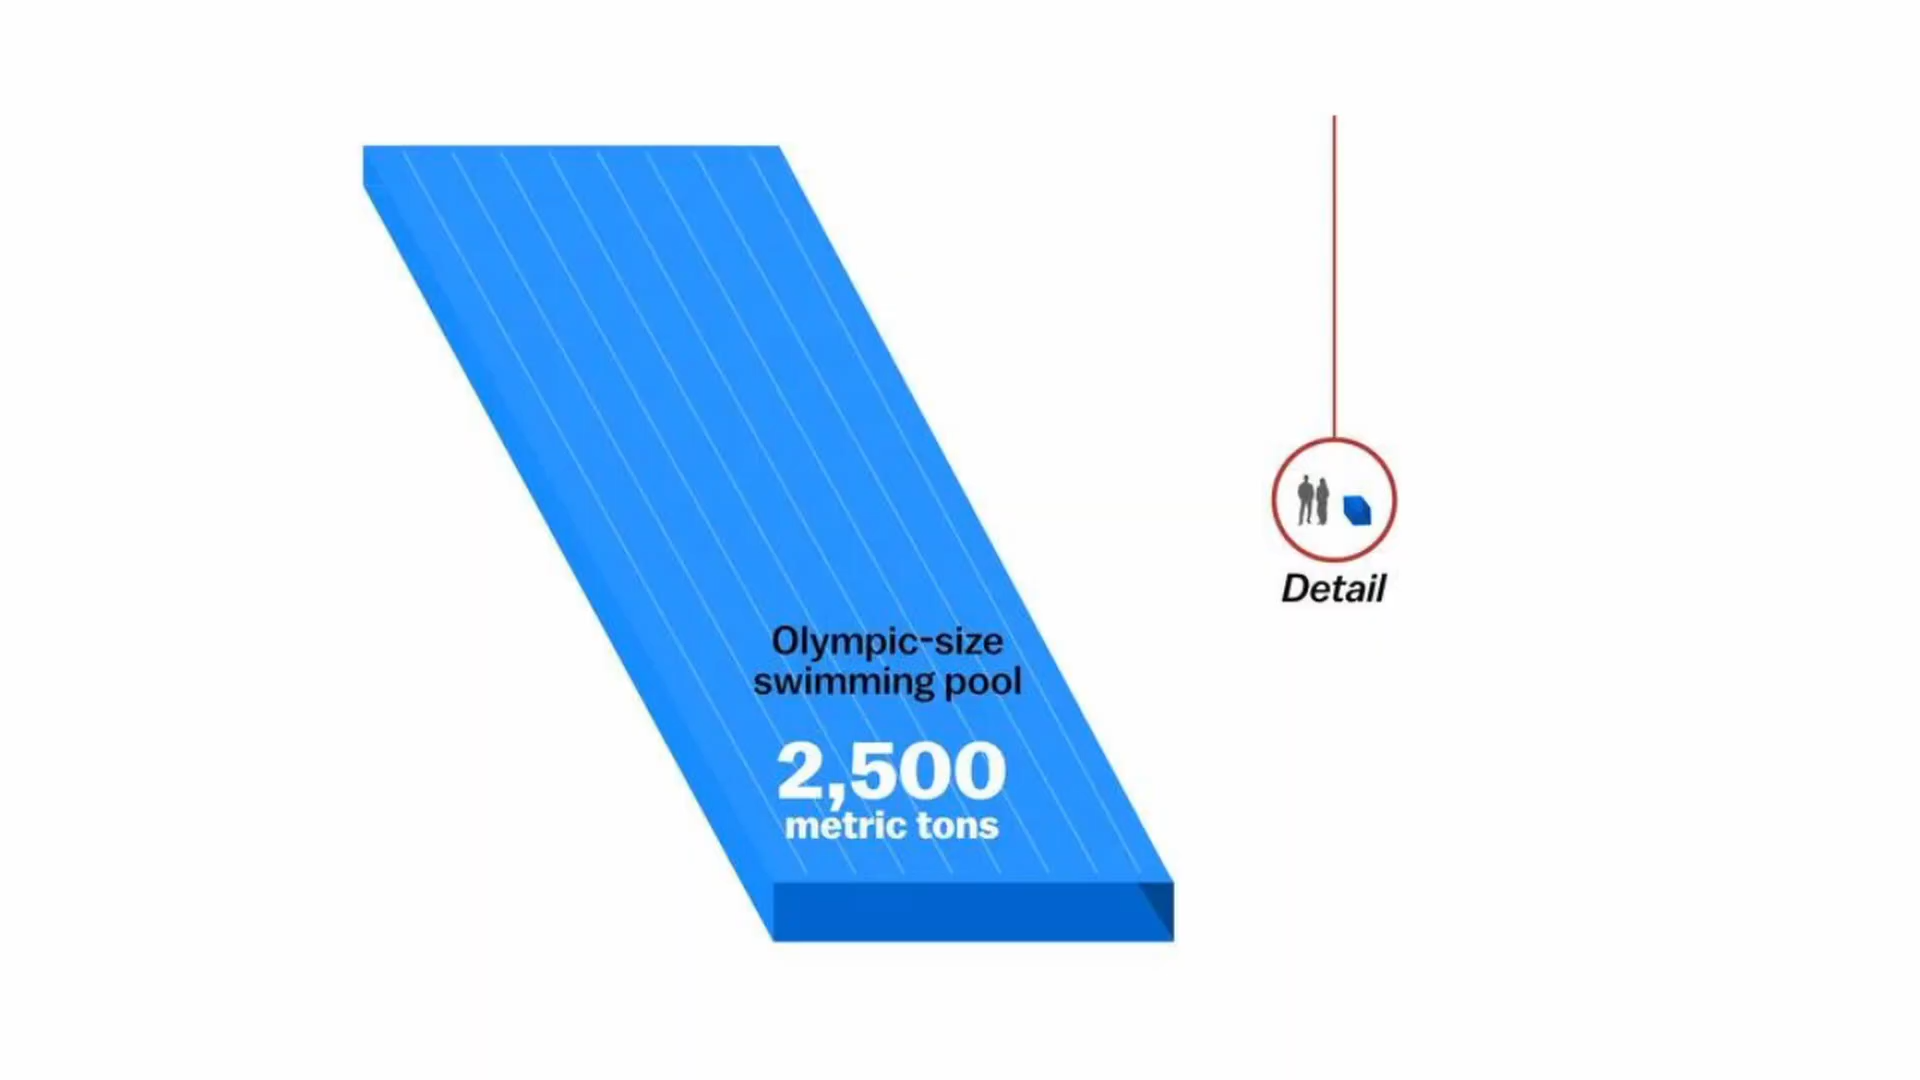 Olympic-size
swimming pool
2,500
metric tons
Detail